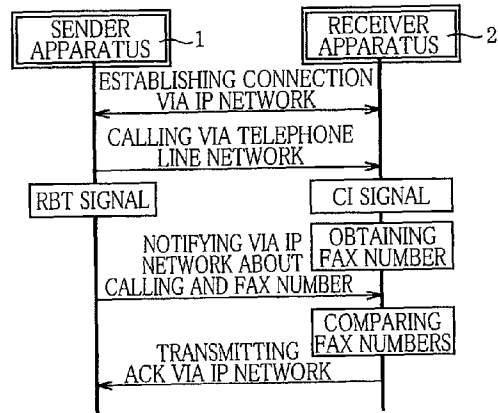 SENDER
APPARATUS
1
RECEIVER
APPARATUS
2
ESTABLISHING CONNECTION
VIA IP NETWORK
CALLING VIA TELEPHONE
LINE NETWORK
RBT SIGNAL
CI SIGNAL
OBTAINING
FAX NUMBER
NOTIFYING VIA IP
NETWORK ABOUT
CALLING AND FAX NUMBER
COMPARING
FAX NUMBERS
TRANSMITTING
ACK VIA IP NETWORK